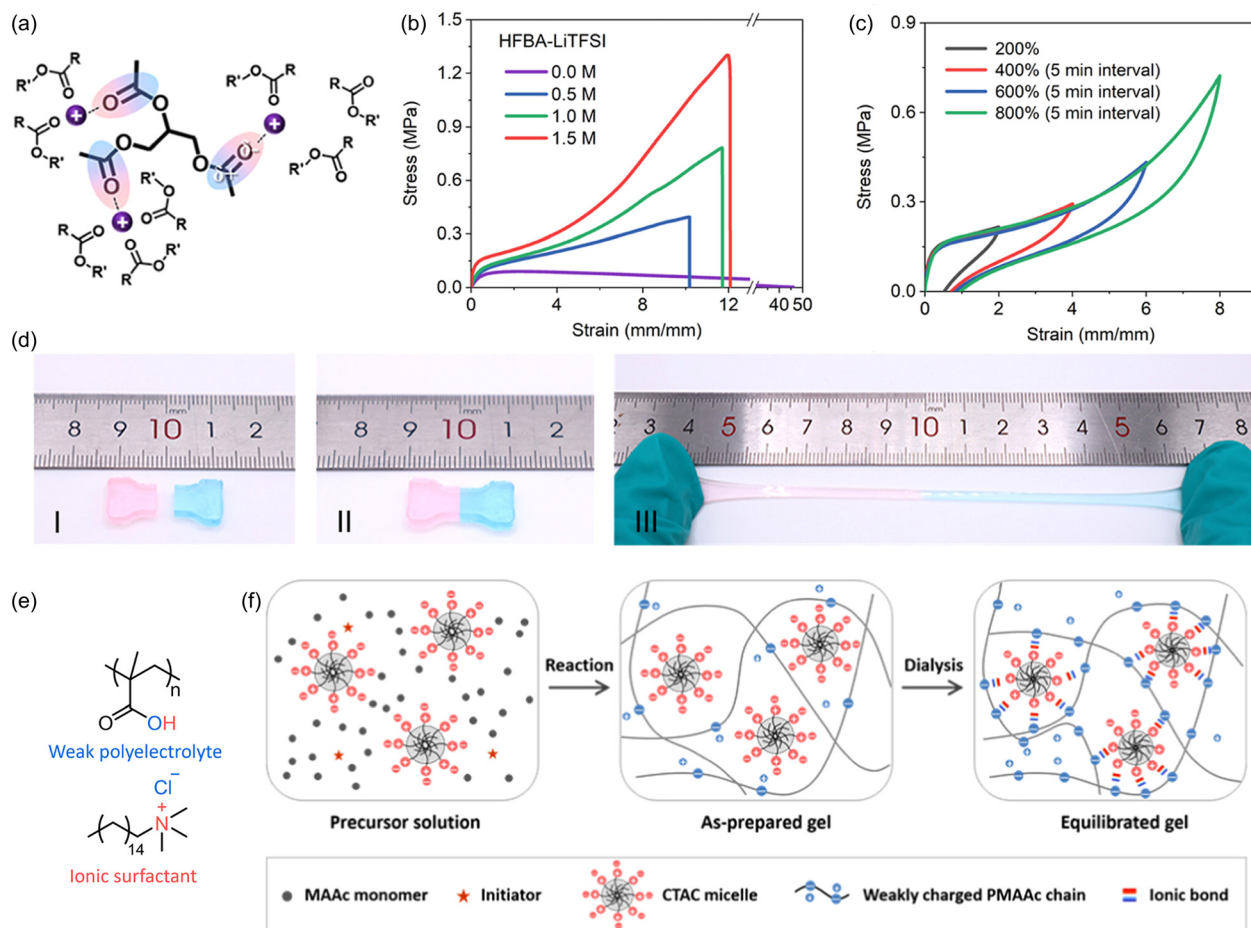 (a)
R
R'
O
O
R
R'
O
O
R
O
O
R'
R'
O
O
R
R'
O
O
R
R
O
O
R'
R
O
O
R'
R'
O
O
R
R
O
O
R'
O
O
O
O
O
O
δ-
δ+
+
+
+
(b)
Stress (MPa)
1.5
1.2
0.9
0.6
0.3
0.0
HFBA-LiTFSI
0.0 M
0.5 M
1.0 M
1.5 M
0 4 8 12 45 50
Strain (mm/mm)
(c)
Stress (MPa)
0.9
0.6
0.3
0.0
200%
400% (5 min interval)
600% (5 min interval)
800% (5 min interval)
0 2 4 6 8
Strain (mm/mm)
(d)
mm
8 9 10 1 2
I
mm
8 9 10 1 2
II
mm
2 3 4 5 6 7 8 9 10 1 2 3 4 5 6 7 8
III
(e)
n
O
OH
Weak polyelectrolyte
Cl−
+
N
14
Ionic surfactant
(f)
Reaction
Dialysis
Precursor solution
As-prepared gel
Equilibrated gel
MAAc monomer
Initiator
CTAC micelle
Weakly charged PMAAc chain
Ionic bond